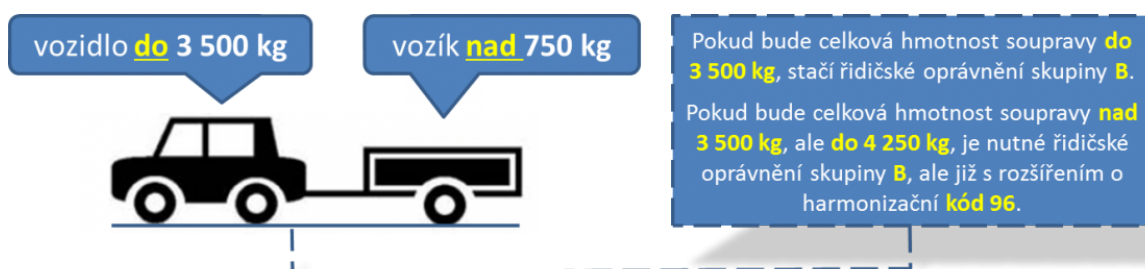 vozidlo do 3 500 kg
vozík nad 750 kg
Pokud bude celková hmotnost soupravy do
3 500 kg, stačí řidičské oprávnění skupiny B.
Pokud bude celková hmotnost soupravy nad
3 500 kg, ale do 4 250 kg, je nutné řidičské
oprávnění skupiny B, ale již s rozšířením o
harmonizační kód 96.